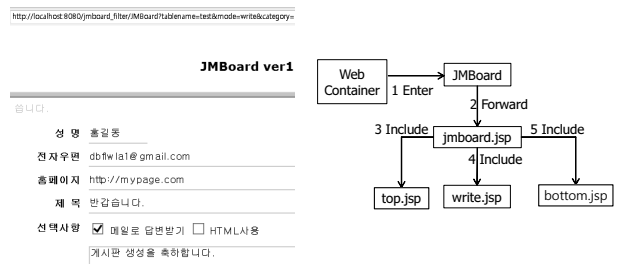 http://localhost:8080/jmboard_filter/JMBoard?tablename=test&mode=write&category=
JMBoard ver1
씁니다.
성 명 홍길동
전자우편 dbflwla1@gmail.com
홈페이지 http://mypage.com
제 목 반갑습니다.
선택사항 메일로 답변받기 HTML사용
게시판 생성을 축하합니다.
Web
Container
1 Enter
JMBoard
2 Forward
3 Include
jmboard.jsp
5 Include
4 Include
top.jsp
write.jsp
bottom.jsp